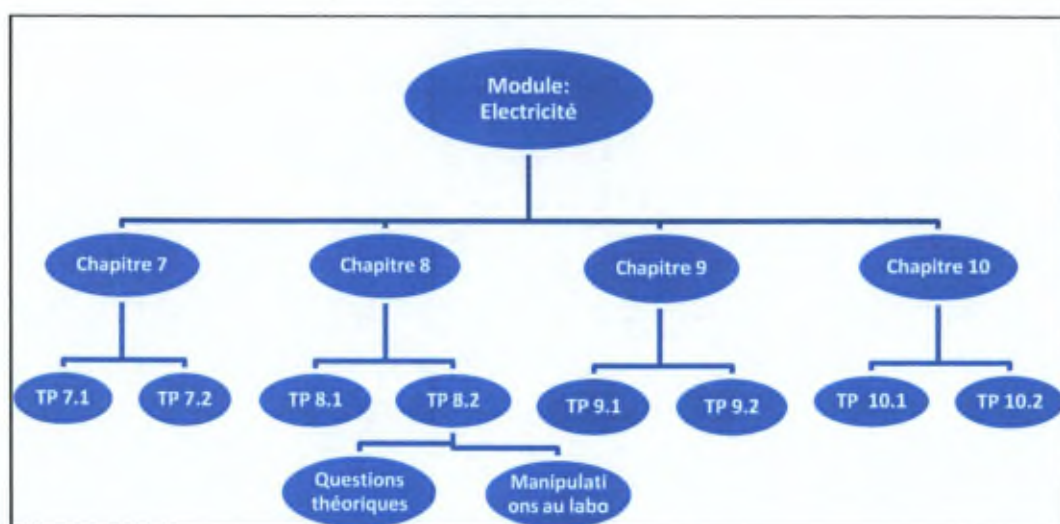 Module:
Electricité
Chapitre 7
Chapitre 8
Chapitre 9
Chapitre 10
TP 7.1
TP 7.2
TP 8.1
TP 8.2
TP 9.1
TP 9.2
TP 10.1
TP 10.2
Questions
théoriques
Manipulati
ons au labo